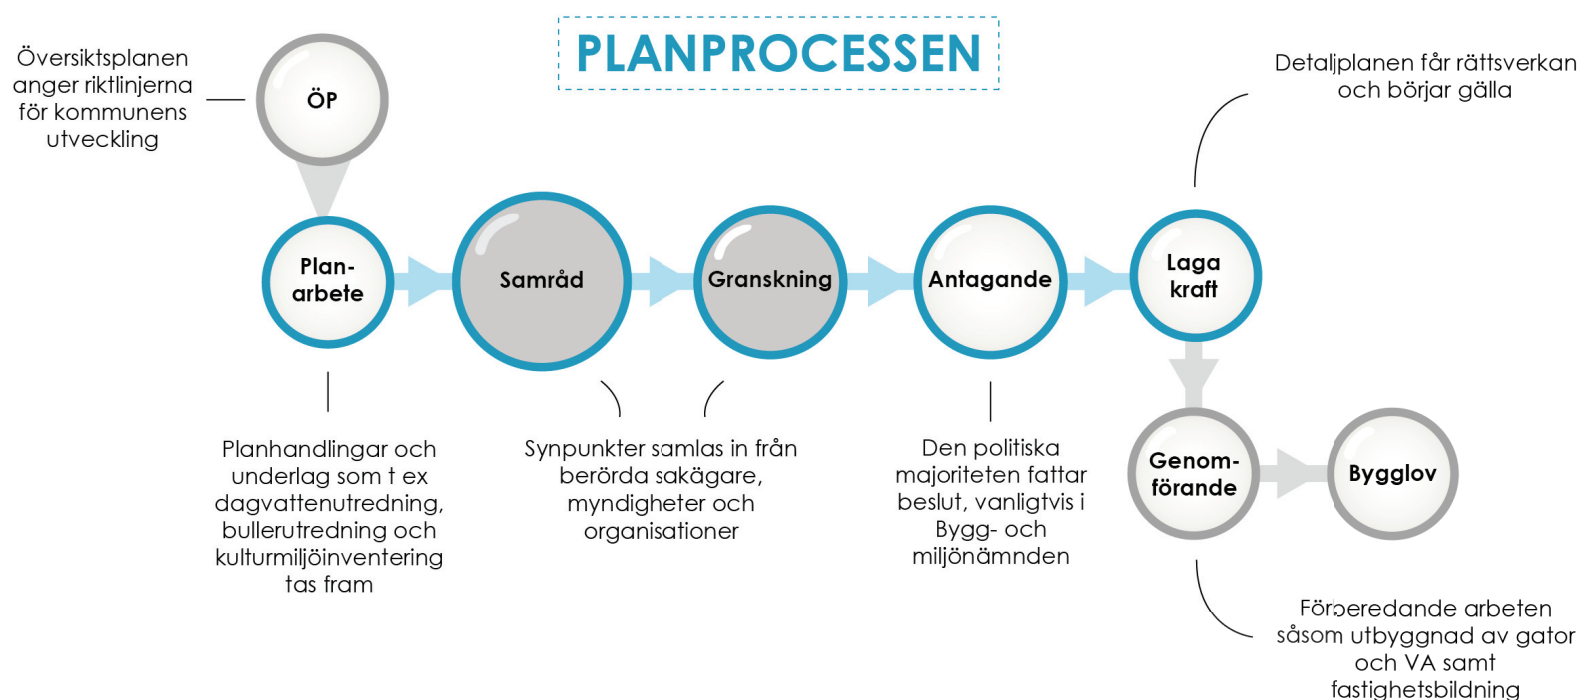 PLANPROCESSEN
Översiktsplanen
anger riktlinjerna
för kommunens
utveckling
ÖP
Detaljplanen får rättsverkan
och börjar gälla
Plan-
arbete
Samråd
Granskning
Antagande
Laga
kraft
Planhandlingar och
underlag som t ex
dagvattenutredning,
bullerutredning och
kulturmiljöinventering
tas fram
Synpunkter samlas in från
berörda sakägare,
myndigheter och
organisationer
Den politiska
majoriteten fattar
beslut, vanligtvis i
Bygg- och
miljönämnden
Genom-
förande
Bygglov
Förberedande arbeten
såsom utbyggnad av gator
och VA samt
fastighetsbildning